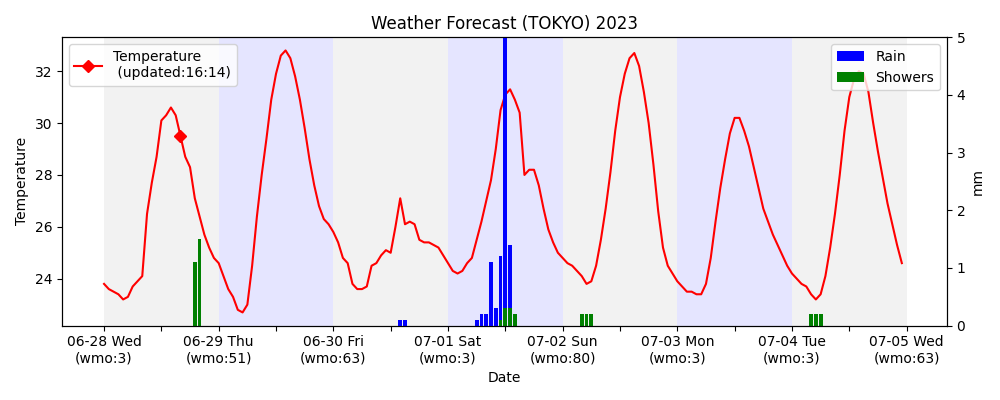 Weather Forecast (TOKYO) 2023
Temperature
(updated:16:14)
Rain
Showers
32
30
28
26
24
Temperature
5
4
3
2
1
0
mm
06-28 Wed
(wmo:3)
06-29 Thu
(wmo:51)
06-30 Fri
(wmo:63)
07-01 Sat
(wmo:3)
07-02 Sun
(wmo:80)
07-03 Mon
(wmo:3)
07-04 Tue
(wmo:3)
07-05 Wed
(wmo:63)
Date